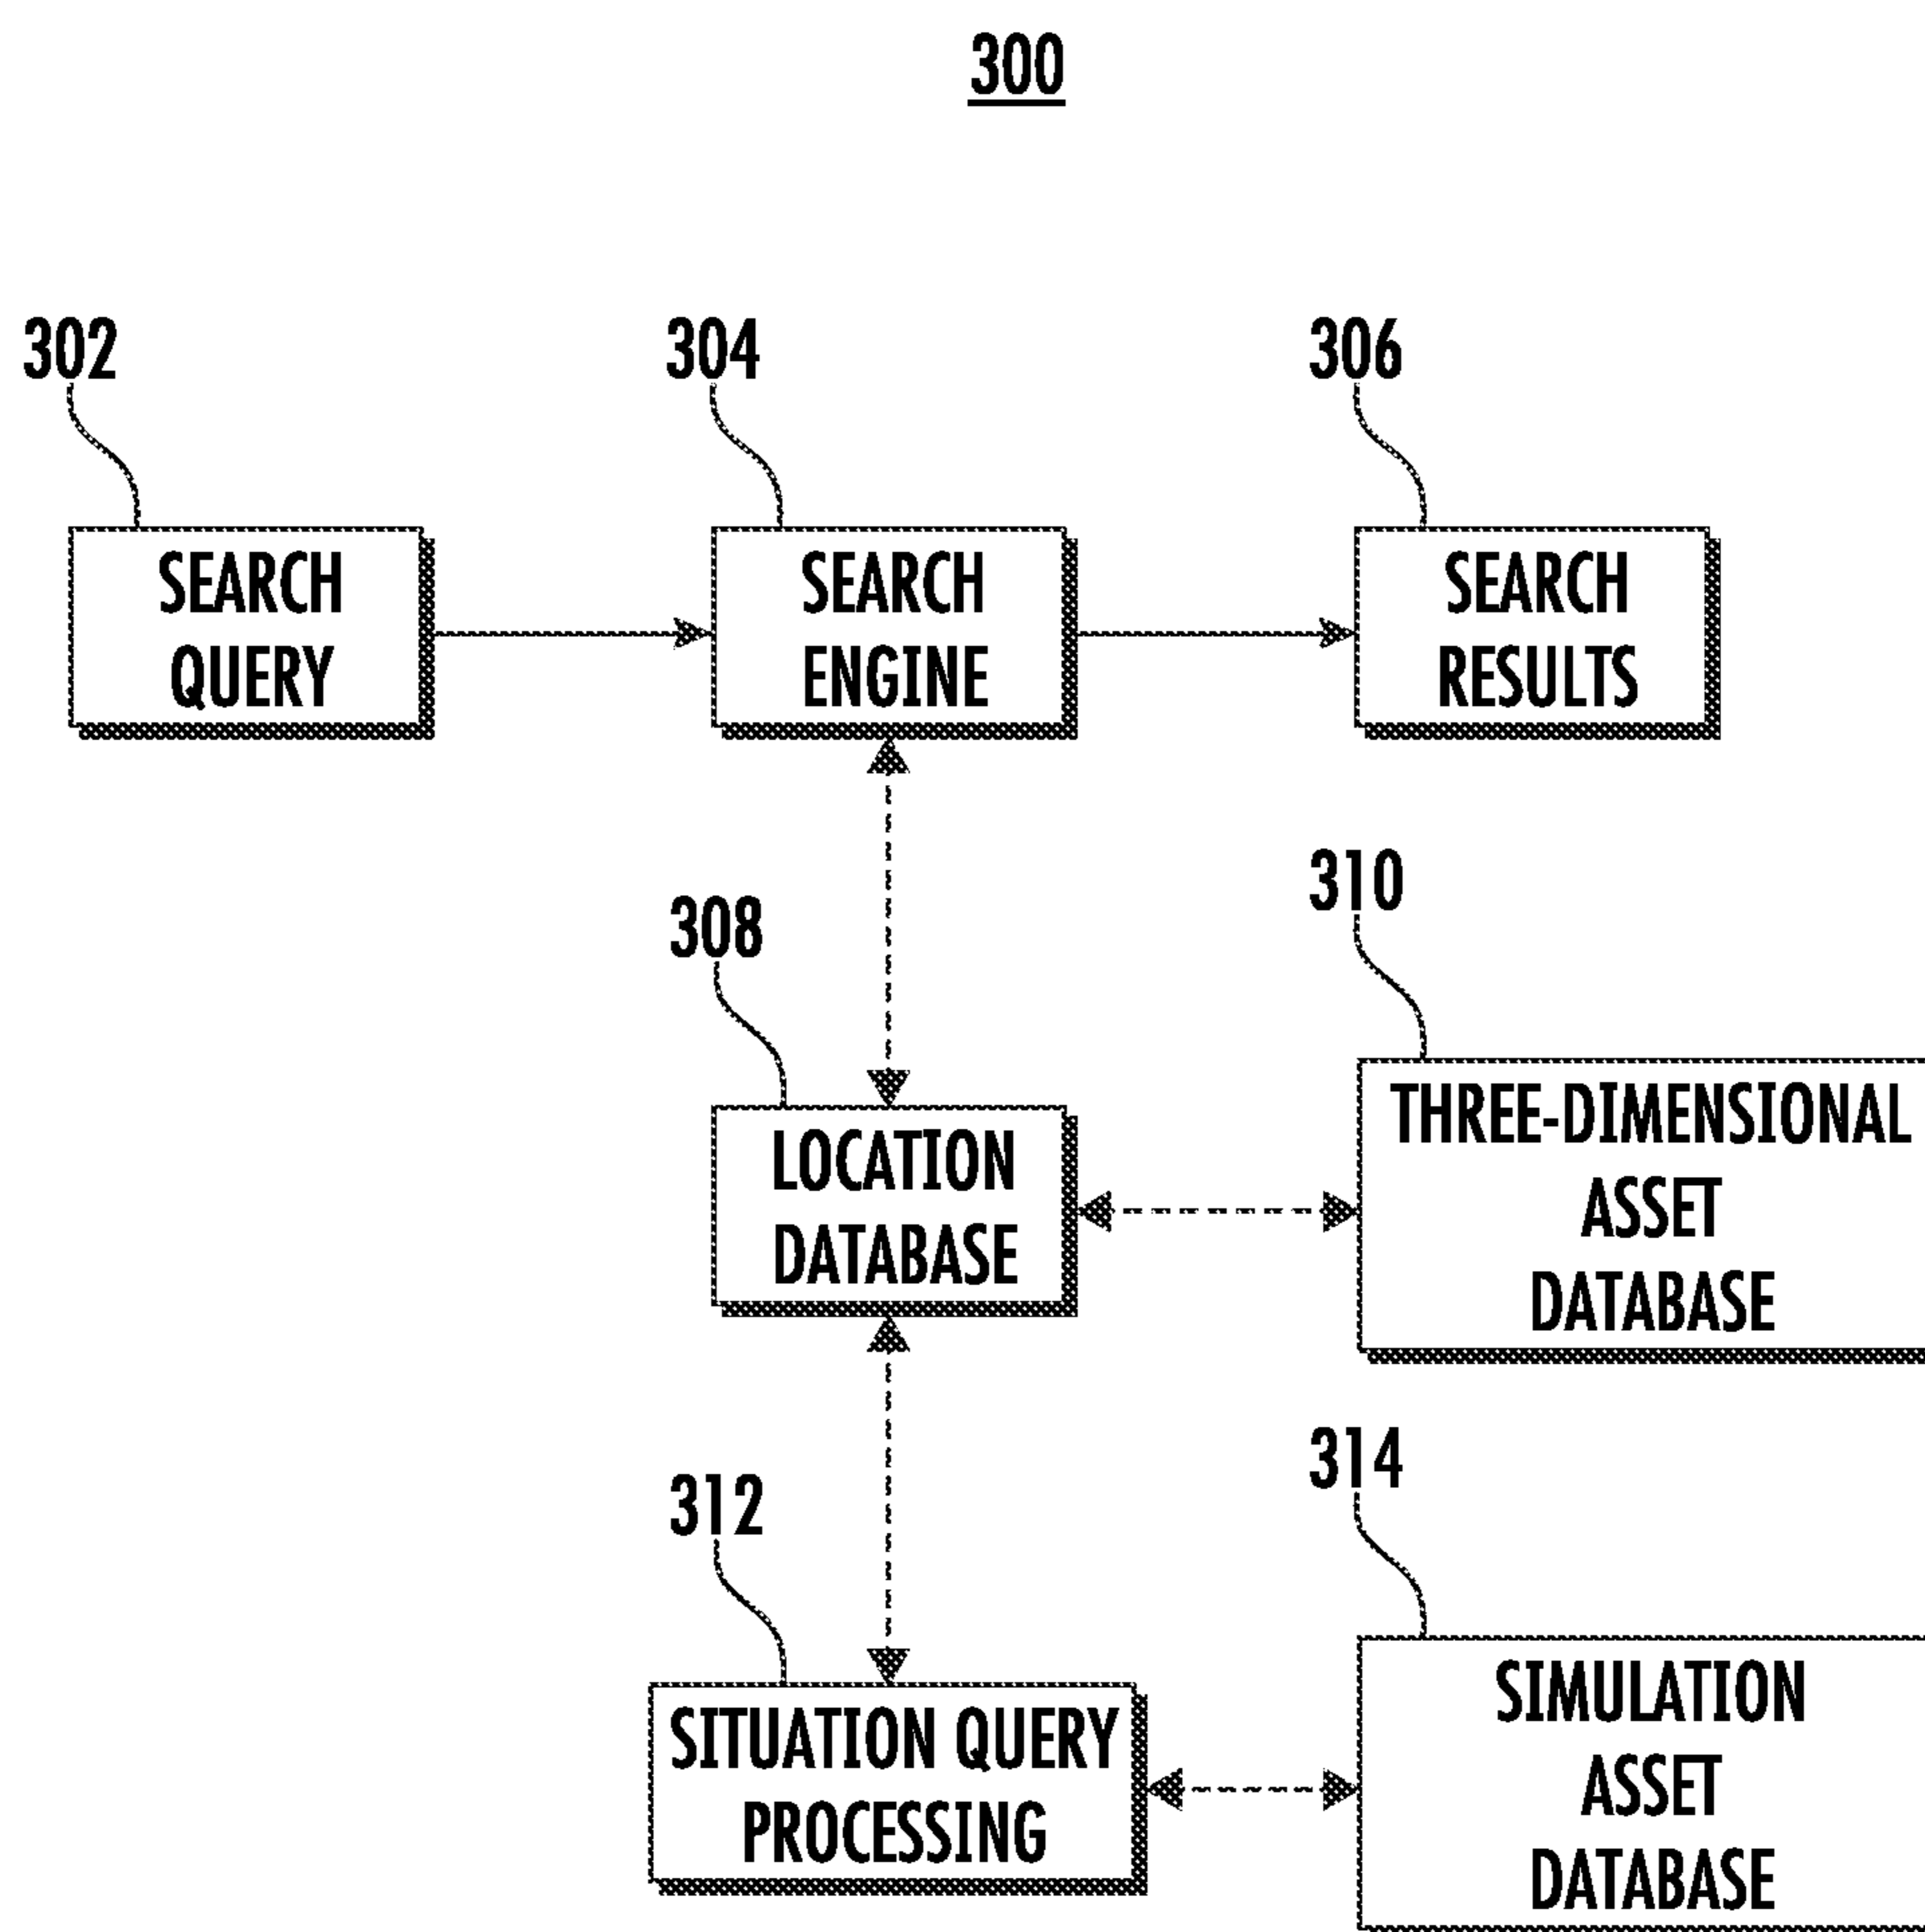 300
302
304
306
SEARCH
QUERY
SEARCH
ENGINE
SEARCH
RESULTS
308
310
LOCATION
DATABASE
THREE-DIMENSIONAL
ASSET
DATABASE
312
314
SITUATION QUERY
PROCESSING
SIMULATION
ASSET
DATABASE